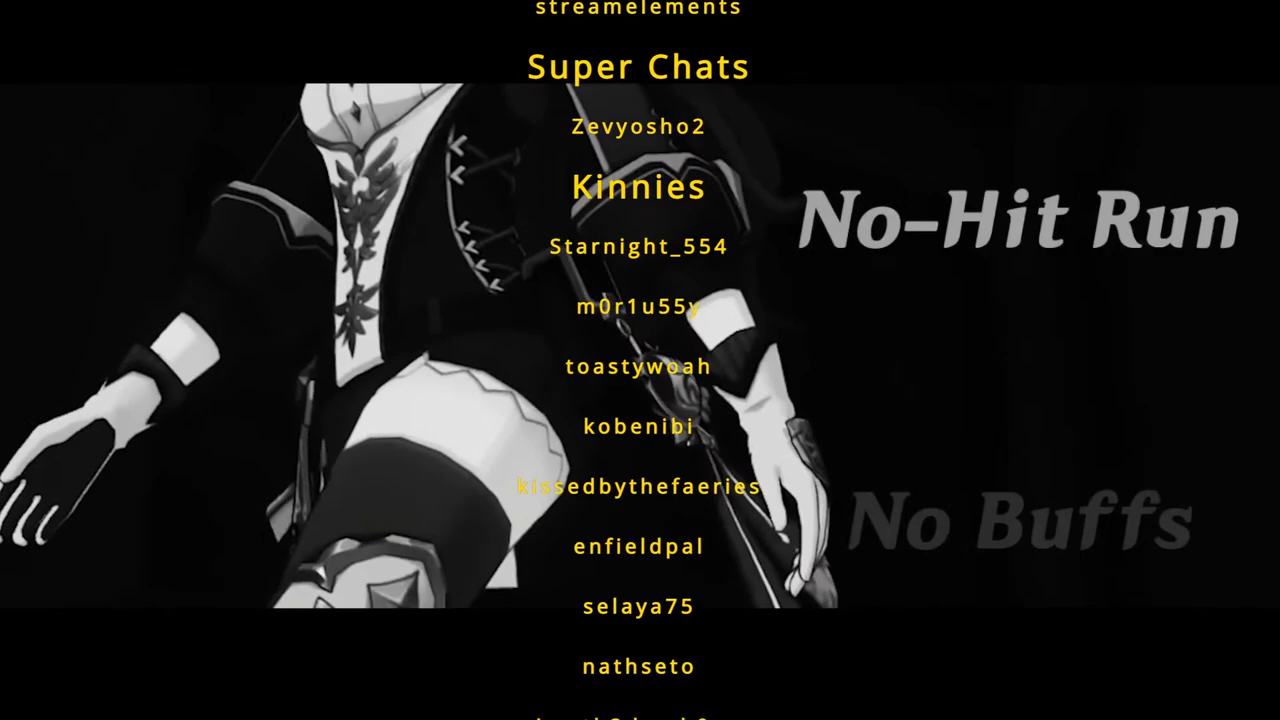 streamelements
Super Chats
Zevyosho2
Kinnies
No-Hit Run
Starnight_554
m0r1u55y
toastywoah
kobenibi
kissedbythefaeries
No Buffs
enfieldpal
selaya75
nathseto